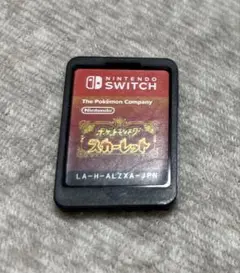 NINTENDO
SWITCH
The Pokémon Company
Nintendo
ポケットモンスター
スカーレット
LA-H-ALZXA-JPN